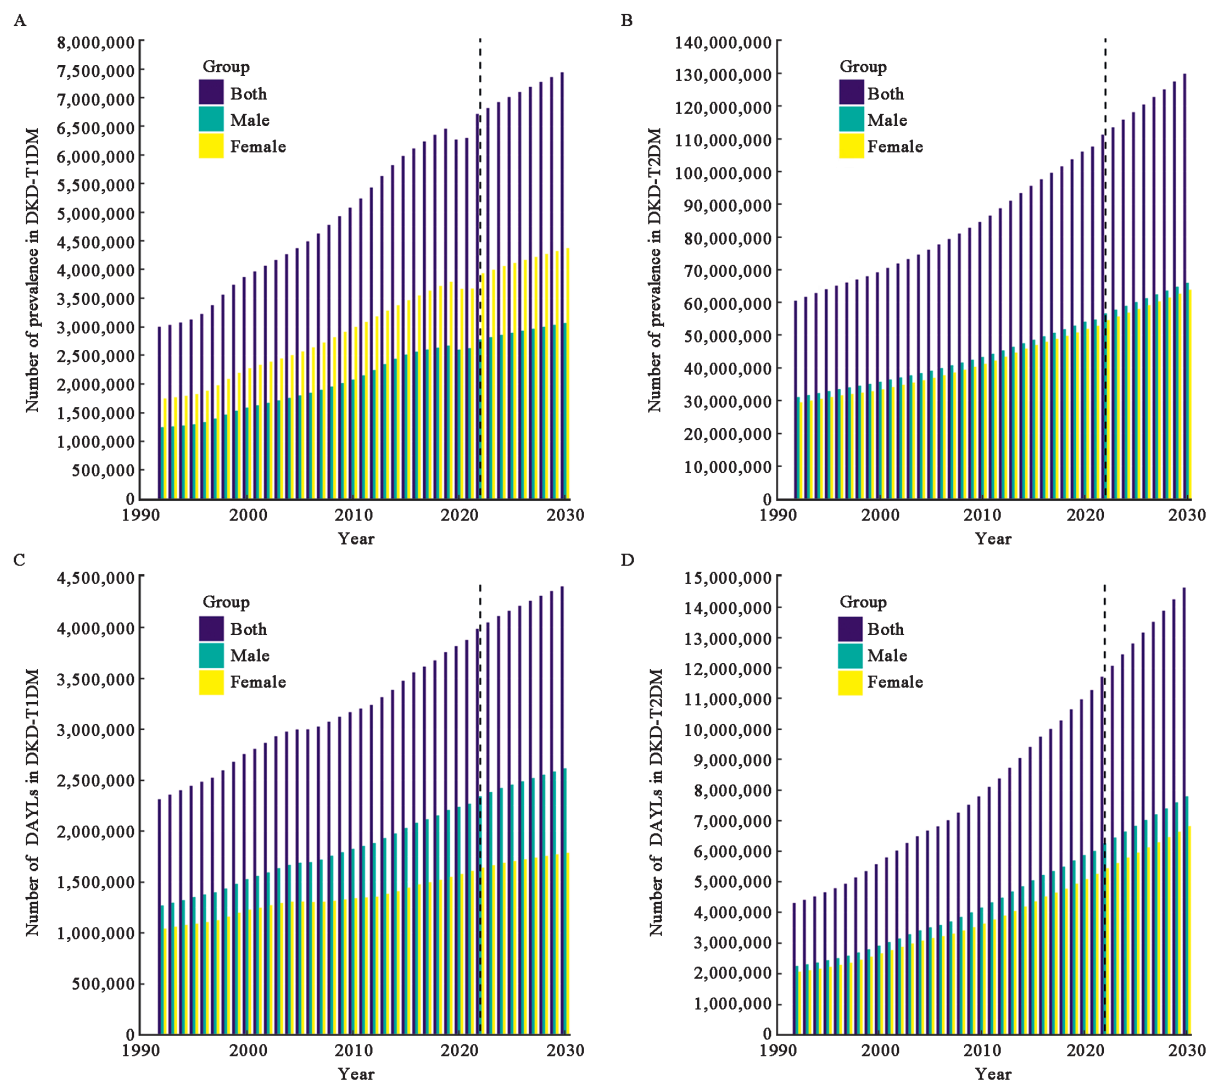 A
Number of prevalence in DKD-T1DM
8,000,000
7,500,000
7,000,000
6,500,000
6,000,000
5,500,000
5,000,000
4,500,000
4,000,000
3,500,000
3,000,000
2,500,000
2,000,000
1,500,000
1,000,000
500,000
0
Group
Both
Male
Female
1990
2000
2010
2020
2030
Year
B
Number of prevalence in DKD-T2DM
140,000,000
130,000,000
120,000,000
110,000,000
100,000,000
90,000,000
80,000,000
70,000,000
60,000,000
50,000,000
40,000,000
30,000,000
20,000,000
10,000,000
0
Group
Both
Male
Female
1990
2000
2010
2020
2030
Year
C
Number of DAYLs in DKD-T1DM
4,500,000
4,000,000
3,500,000
3,000,000
2,500,000
2,000,000
1,500,000
1,000,000
500,000
0
Group
Both
Male
Female
1990
2000
2010
2020
2030
Year
D
Number of DAYLs in DKD-T2DM
15,000,000
14,000,000
13,000,000
12,000,000
11,000,000
10,000,000
9,000,000
8,000,000
7,000,000
6,000,000
5,000,000
4,000,000
3,000,000
2,000,000
1,000,000
0
Group
Both
Male
Female
1990
2000
2010
2020
2030
Year